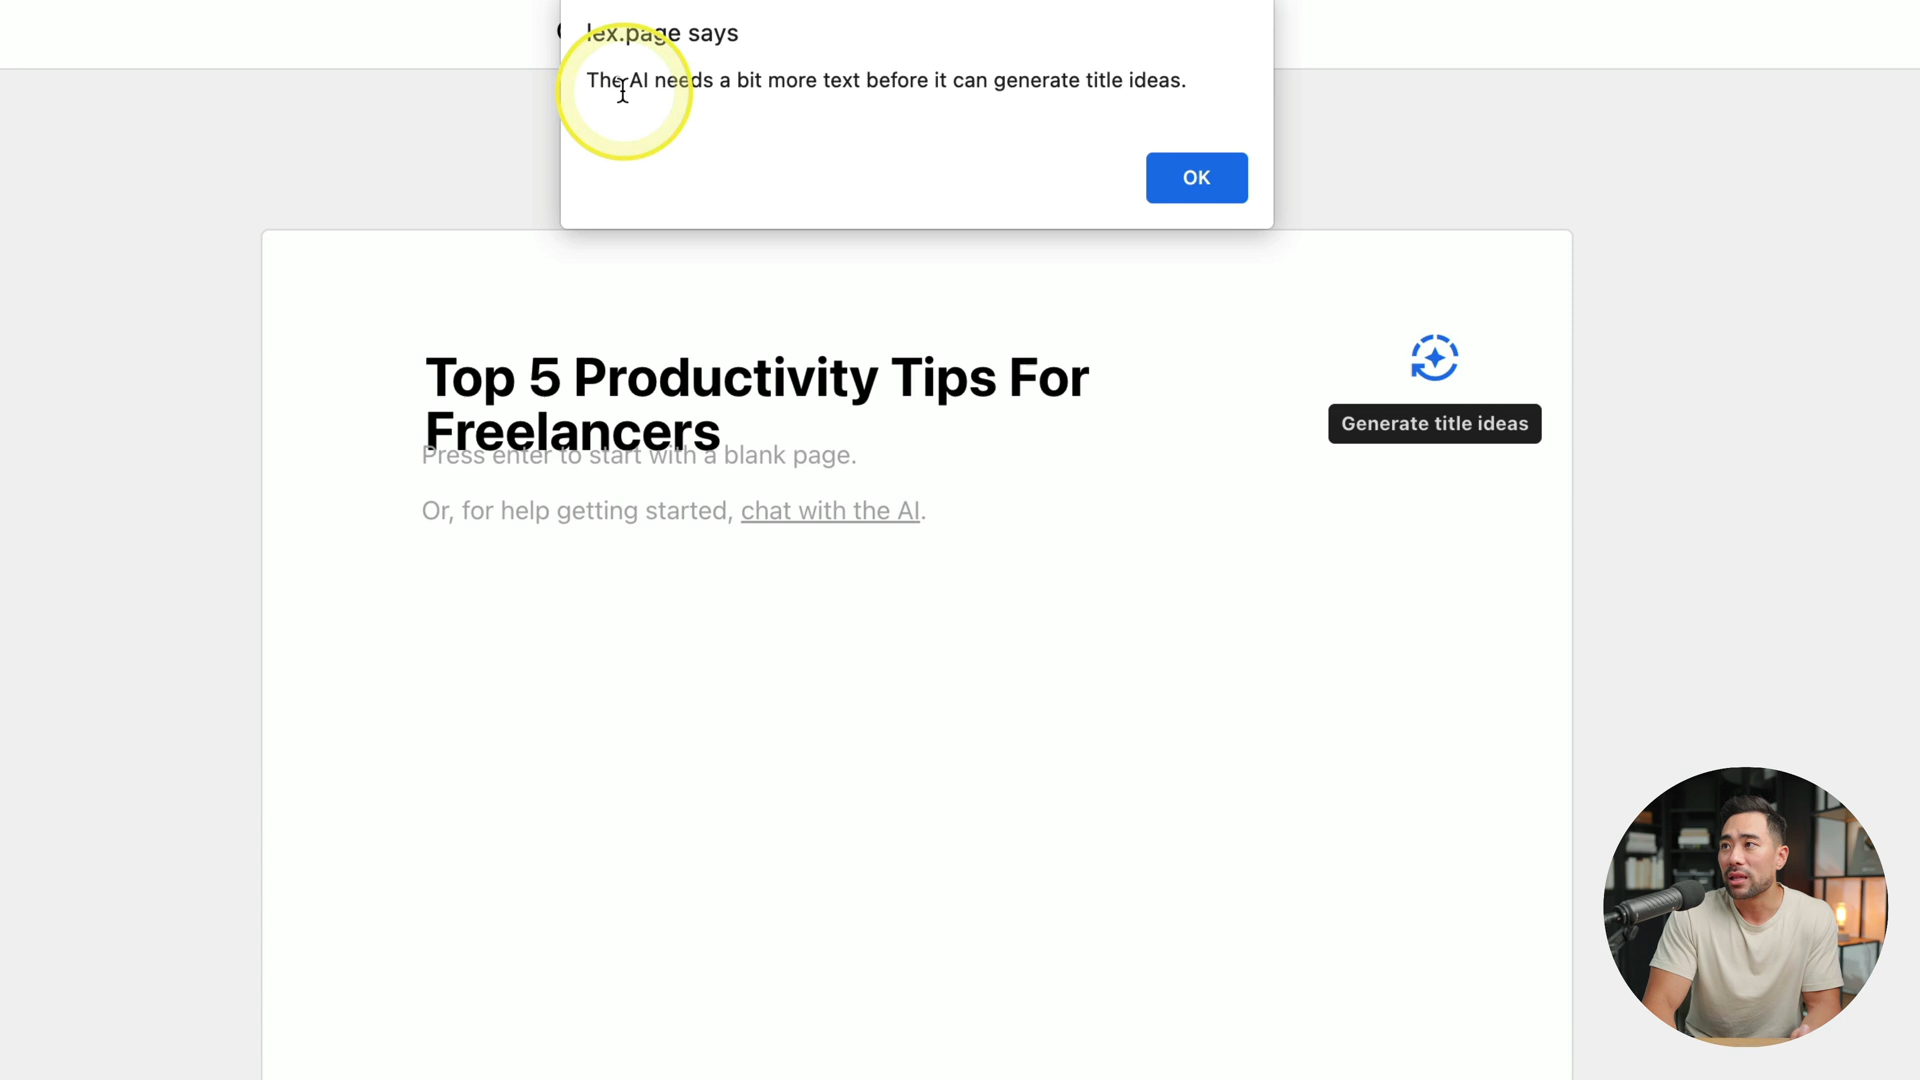 lex.page says
The AI needs a bit more text before it can generate title ideas.
OK
Top 5 Productivity Tips For
Freelancers
Generate title ideas
Press enter to start with a blank page.
Or, for help getting started, chat with the AI.